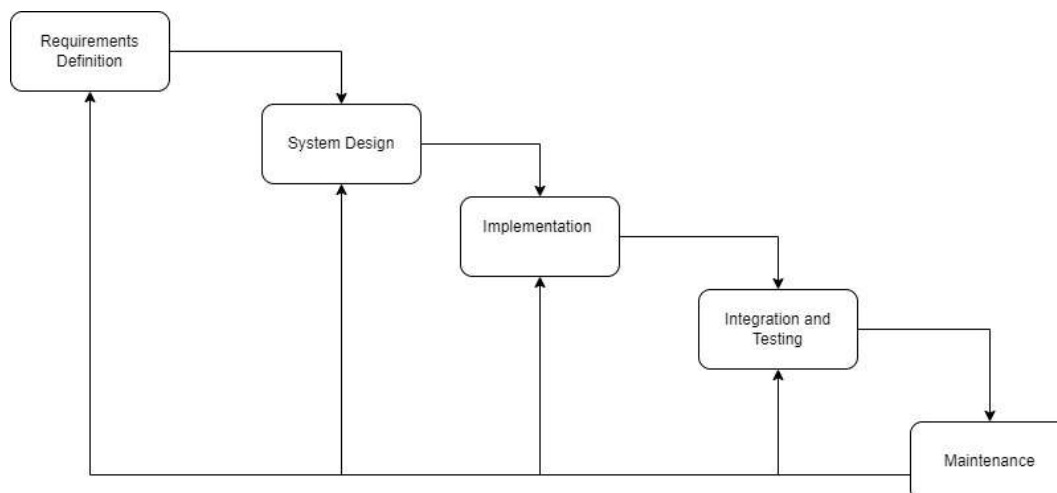 Requirements
Definition
System Design
Implementation
Integration and
Testing
Maintenance